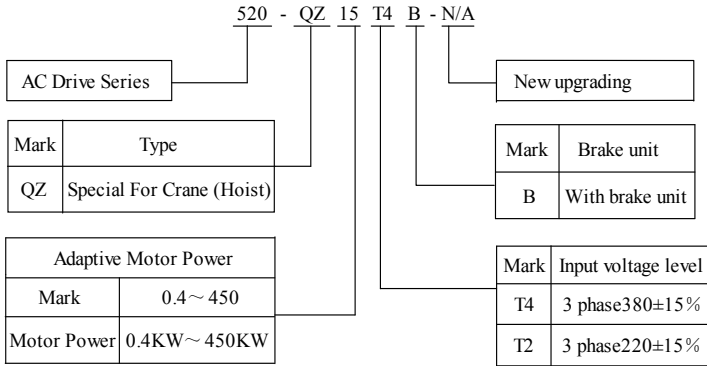 520 - QZ 15 T4 B - N/A
AC Drive Series
New upgrading
Mark Type
QZ Special For Crane (Hoist)
Mark Brake unit
B With brake unit
Adaptive Motor Power
Mark 0.4～450
Motor Power 0.4KW～450KW
Mark Input voltage level
T4 3 phase380±15%
T2 3 phase220±15%